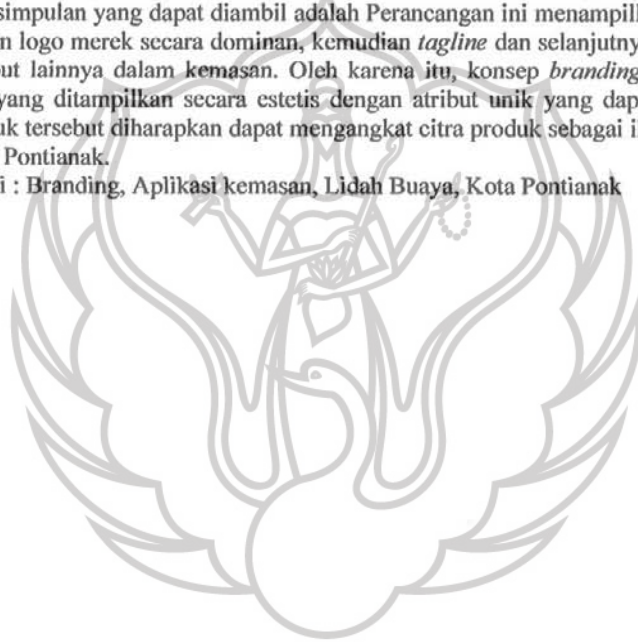 simpulan yang dapat diambil adalah Perancangan ini menampill
n logo merek secara dominan, kemudian tagline dan selanjutny
ut lainnya dalam kemasan. Oleh karena itu, konsep branding
yang ditampilkan secara estetis dengan atribut unik yang dap
uk tersebut diharapkan dapat mengangkat citra produk sebagai i
Pontianak.
i : Branding, Aplikasi kemasan, Lidah Buaya, Kota Pontianak